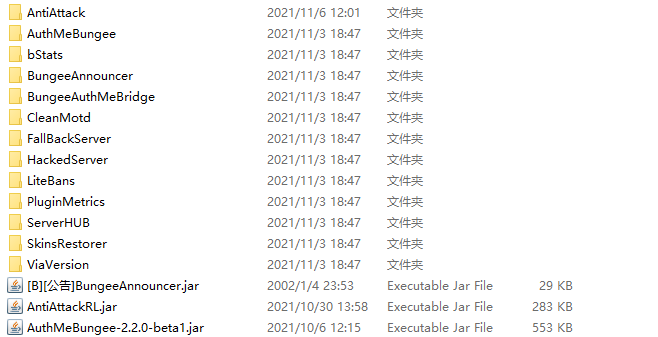 AntiAttack 2021/11/6 12:01 文件夹
AuthMeBungee 2021/11/3 18:47 文件夹
bStats 2021/11/3 18:47 文件夹
BungeeAnnouncer 2021/11/3 18:47 文件夹
BungeeAuthMeBridge 2021/11/3 18:47 文件夹
CleanMotd 2021/11/3 18:47 文件夹
FallBackServer 2021/11/3 18:47 文件夹
HackedServer 2021/11/3 18:47 文件夹
LiteBans 2021/11/3 18:47 文件夹
PluginMetrics 2021/11/3 18:47 文件夹
ServerHUB 2021/11/3 18:47 文件夹
SkinsRestorer 2021/11/3 18:47 文件夹
ViaVersion 2021/11/3 18:47 文件夹
[B][公告]BungeeAnnouncer.jar 2002/1/4 23:53 Executable Jar File 29 KB
AntiAttackRL.jar 2021/10/30 13:58 Executable Jar File 283 KB
AuthMeBungee-2.2.0-beta1.jar 2021/10/6 12:15 Executable Jar File 553 KB